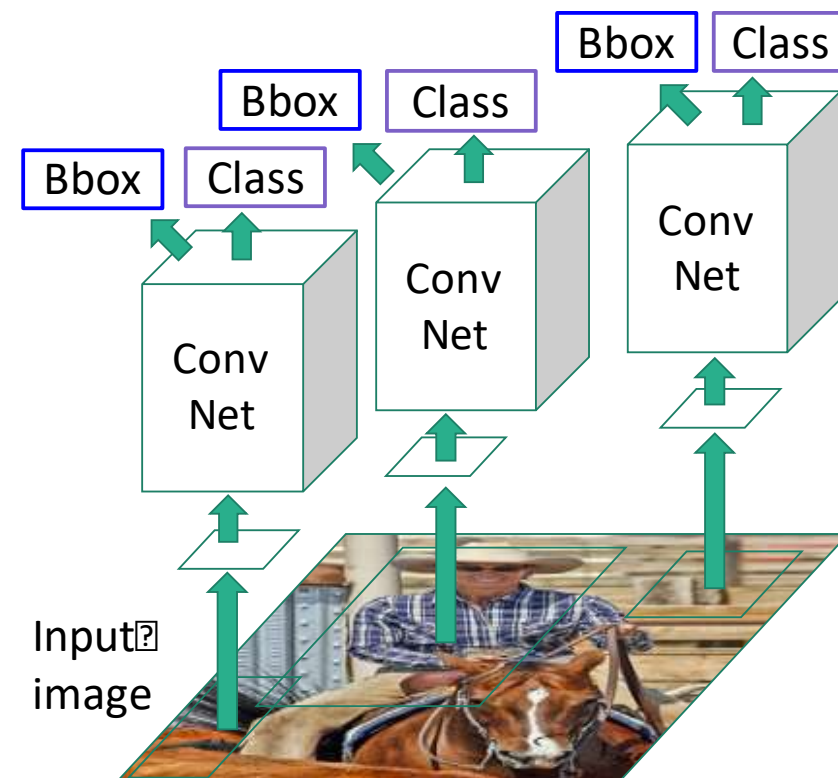 Bbox Class
Bbox Class
Bbox Class
Conv
Net
Conv
Net
Conv
Net
Input⍰
image